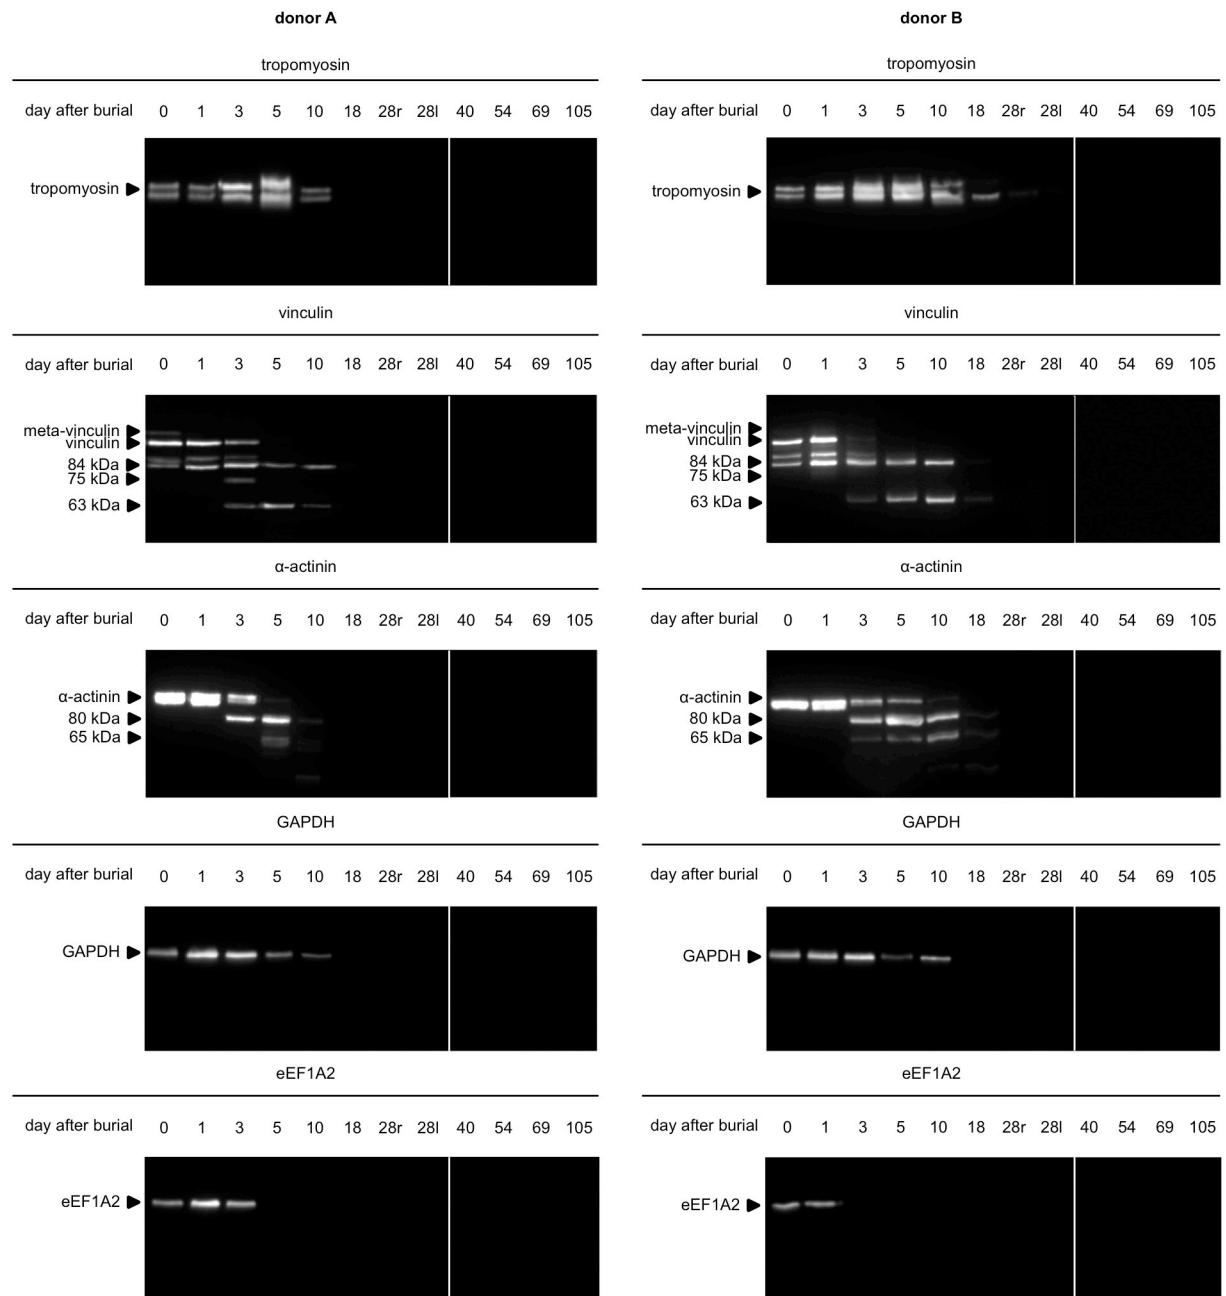 donor A
tropomyosin
day after burial 0 1 3 5 10 18 28r 28l 40 54 69 105
tropomyosin
vinculin
day after burial 0 1 3 5 10 18 28r 28l 40 54 69 105
meta-vinculin
vinculin
84 kDa
75 kDa
63 kDa
α-actinin
day after burial 0 1 3 5 10 18 28r 28l 40 54 69 105
α-actinin
80 kDa
65 kDa
GAPDH
day after burial 0 1 3 5 10 18 28r 28l 40 54 69 105
GAPDH
eEF1A2
day after burial 0 1 3 5 10 18 28r 28l 40 54 69 105
eEF1A2
donor B
tropomyosin
day after burial 0 1 3 5 10 18 28r 28l 40 54 69 105
tropomyosin
vinculin
day after burial 0 1 3 5 10 18 28r 28l 40 54 69 105
meta-vinculin
vinculin
84 kDa
75 kDa
63 kDa
α-actinin
day after burial 0 1 3 5 10 18 28r 28l 40 54 69 105
α-actinin
80 kDa
65 kDa
GAPDH
day after burial 0 1 3 5 10 18 28r 28l 40 54 69 105
GAPDH
eEF1A2
day after burial 0 1 3 5 10 18 28r 28l 40 54 69 105
eEF1A2